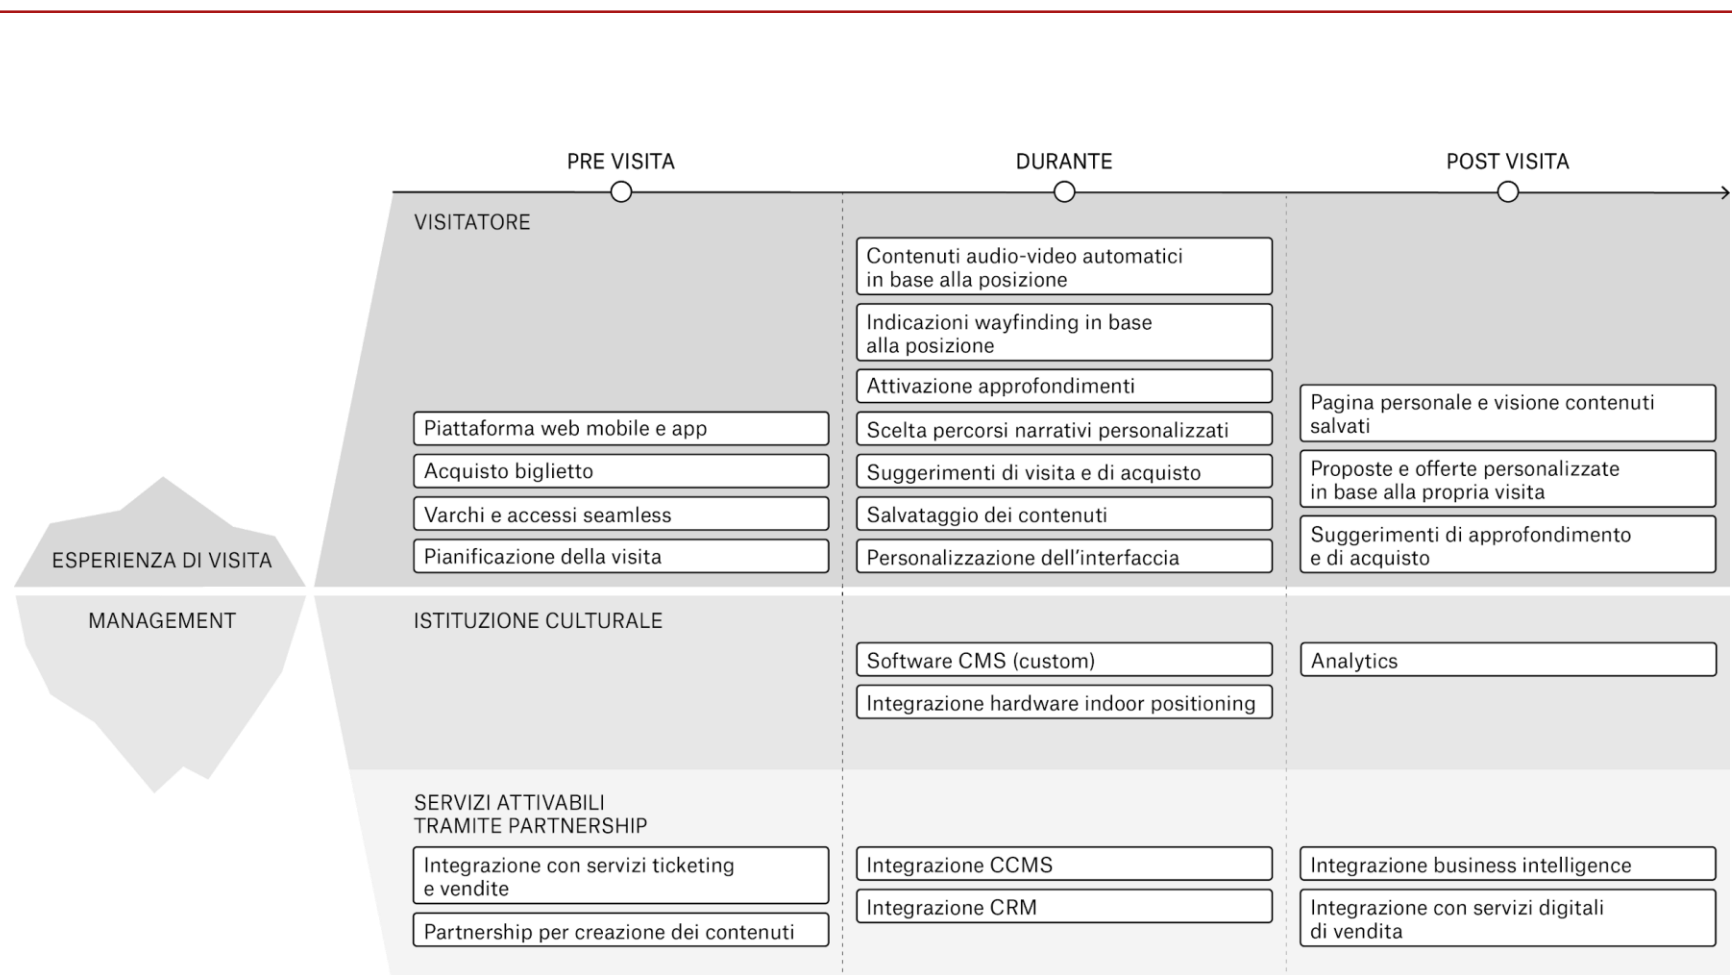 PRE VISITA
DURANTE
POST VISITA
VISITATORE
Piattaforma web mobile e app
Acquisto biglietto
Varchi e accessi seamless
Pianificazione della visita
Contenuti audio-video automatici
in base alla posizione
Indicazioni wayfinding in base
alla posizione
Attivazione approfondimenti
Scelta percorsi narrativi personalizzati
Suggerimenti di visita e di acquisto
Salvataggio dei contenuti
Personalizzazione dell'interfaccia
Pagina personale e visione contenuti
salvati
Proposte e offerte personalizzate
in base alla propria visita
Suggerimenti di approfondimento
e di acquisto
ESPERIENZA DI VISITA
MANAGEMENT
ISTITUZIONE CULTURALE
Software CMS (custom)
Integrazione hardware indoor positioning
Analytics
SERVIZI ATTIVABILI
TRAMITE PARTNERSHIP
Integrazione con servizi ticketing
e vendite
Partnership per creazione dei contenuti
Integrazione CCMS
Integrazione CRM
Integrazione business intelligence
Integrazione con servizi digitali
di vendita